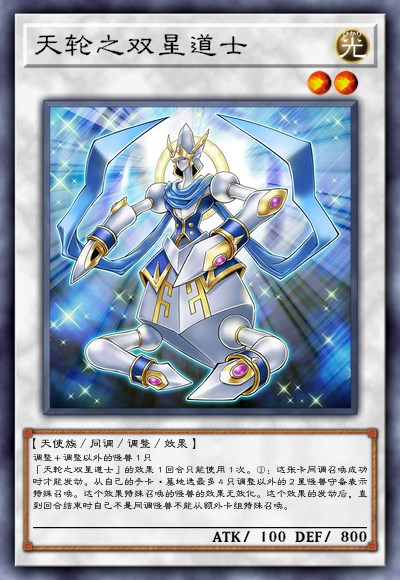 天轮之双星道士
ひかり
光
【天使族/同调/调整/效果】
调整＋调整以外的怪兽1只
「天轮之双星道士」的效果1回合只能使用1次。①：这张卡同调召唤成功
时才能发动。从自己的手卡·墓地选最多4只调整以外的2星怪兽守备表示
特殊召唤。这个效果特殊召唤的怪兽的效果无效化。这个效果的发动后，直
到回合结束时自己不是同调怪兽不能从额外卡组特殊召唤。
ATK/ 100 DEF/ 800